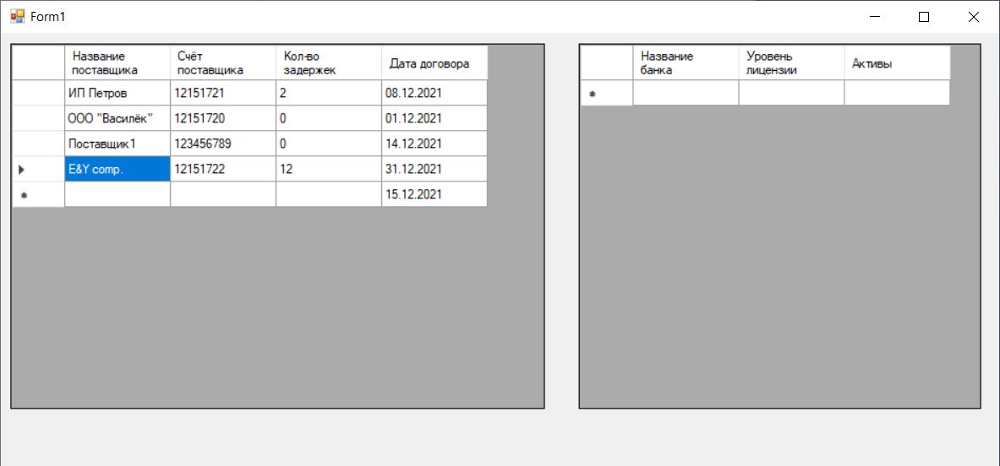 Form1
Название поставщика Счёт поставщика Кол-во задержек Дата договора
ИП Петров 12151721 2 08.12.2021
ООО "Василёк" 12151720 0 01.12.2021
Поставщик1 123456789 0 14.12.2021
E&Y comp. 12151722 12 31.12.2021
15.12.2021
Название банка Уровень лицензии Активы